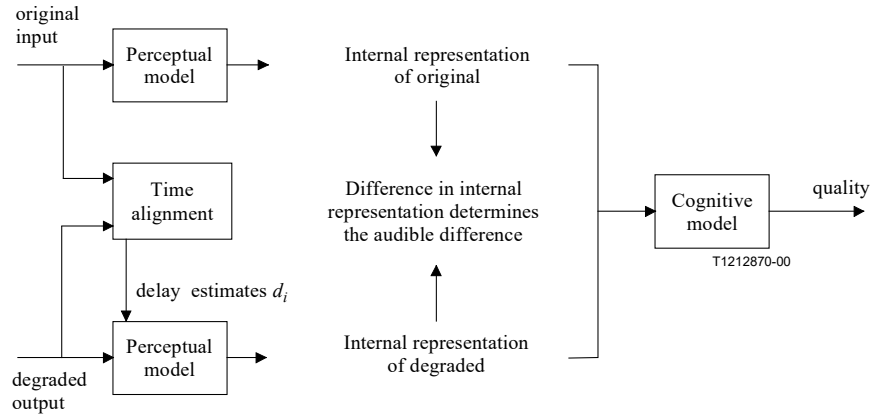 original
input
Perceptual
model
Internal representation
of original
Time
alignment
Difference in internal
representation determines
the audible difference
Cognitive
model
quality
T1212870-00
delay estimates di
Perceptual
model
Internal representation
of degraded
degraded
output